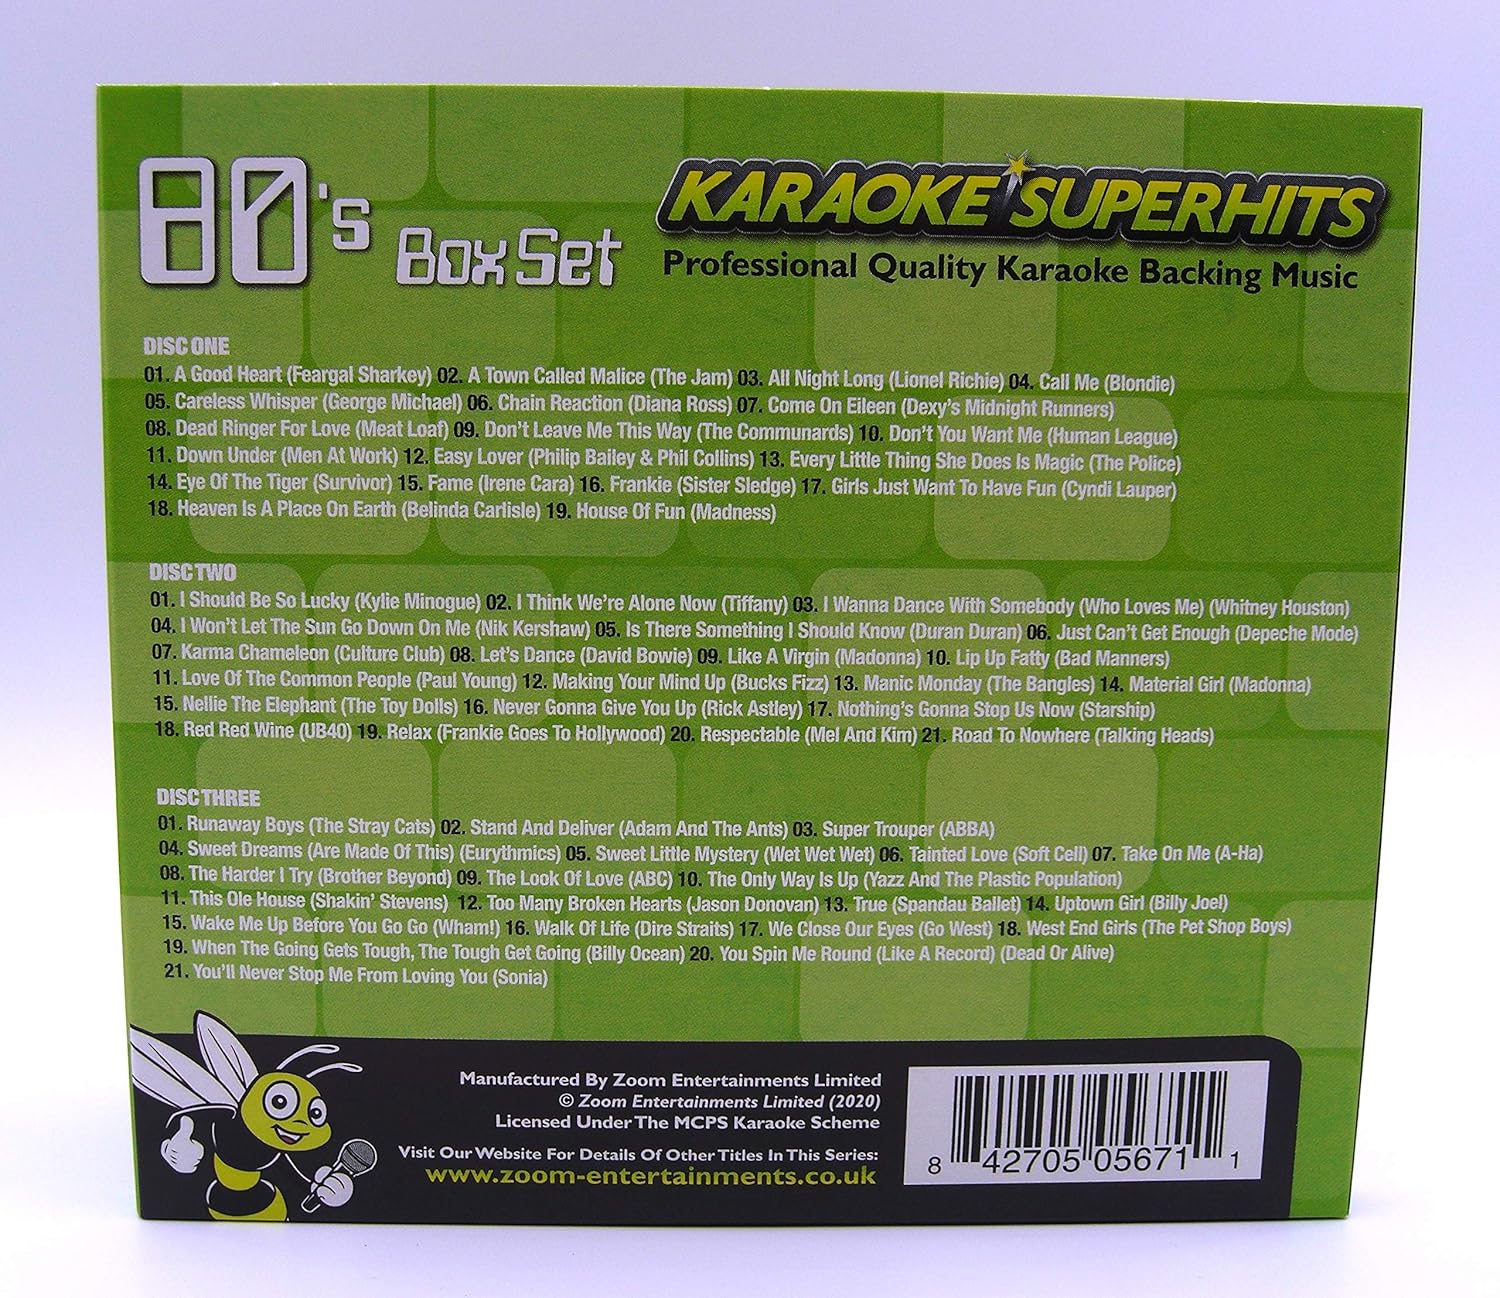 80's Box Set
KARAOKE SUPERHITS
Professional Quality Karaoke Backing Music
DISC ONE
01. A Good Heart (Feargal Sharkey) 02. A Town Called Malice (The Jam) 03. All Night Long (Lionel Richie) 04. Call Me (Blondie)
05. Careless Whisper (George Michael) 06. Chain Reaction (Diana Ross) 07. Come On Eileen (Dexy's Midnight Runners)
08. Dead Ringer For Love (Meat Loaf) 09. Don't Leave Me This Way (The Communards) 10. Don't You Want Me (Human League)
11. Down Under (Men At Work) 12. Easy Lover (Philip Bailey & Phil Collins) 13. Every Little Thing She Does Is Magic (The Police)
14. Eye Of The Tiger (Survivor) 15. Fame (Irene Cara) 16. Frankie (Sister Sledge) 17. Girls Just Want To Have Fun (Cyndi Lauper)
18. Heaven Is A Place On Earth (Belinda Carlisle) 19. House Of Fun (Madness)
DISC TWO
01. I Should Be So Lucky (Kylie Minogue) 02. I Think We're Alone Now (Tiffany) 03. I Wanna Dance With Somebody (Who Loves Me) (Whitney Houston)
04. I Won't Let The Sun Go Down On Me (Nik Kershaw) 05. Is There Something I Should Know (Duran Duran) 06. Just Can't Get Enough (Depeche Mode)
07. Karma Chameleon (Culture Club) 08. Let's Dance (David Bowie) 09. Like A Virgin (Madonna) 10. Lip Up Fatty (Bad Manners)
11. Love Of The Common People (Paul Young) 12. Making Your Mind Up (Bucks Fizz) 13. Manic Monday (The Bangles) 14. Material Girl (Madonna)
15. Nellie The Elephant (The Toy Dolls) 16. Never Gonna Give You Up (Rick Astley) 17. Nothing's Gonna Stop Us Now (Starship)
18. Red Red Wine (UB40) 19. Relax (Frankie Goes To Hollywood) 20. Respectable (Mel And Kim) 21. Road To Nowhere (Talking Heads)
DISC THREE
01. Runaway Boys (The Stray Cats) 02. Stand And Deliver (Adam And The Ants) 03. Super Trouper (ABBA)
04. Sweet Dreams (Are Made Of This) (Eurythmics) 05. Sweet Little Mystery (Wet Wet Wet) 06. Tainted Love (Soft Cell) 07. Take On Me (A-Ha)
08. The Harder I Try (Brother Beyond) 09. The Look Of Love (ABC) 10. The Only Way Is Up (Yazz And The Plastic Population)
11. This Ole House (Shakin' Stevens) 12. Too Many Broken Hearts (Jason Donovan) 13. True (Spandau Ballet) 14. Uptown Girl (Billy Joel)
15. Wake Me Up Before You Go Go (Wham!) 16. Walk Of Life (Dire Straits) 17. We Close Our Eyes (Go West) 18. West End Girls (The Pet Shop Boys)
19. When The Going Gets Tough, The Tough Get Going (Billy Ocean) 20. You Spin Me Round (Like A Record) (Dead Or Alive)
21. You'll Never Stop Me From Loving You (Sonia)
Manufactured By Zoom Entertainments Limited
© Zoom Entertainments Limited (2020)
Licensed Under The MCPS Karaoke Scheme
Visit Our Website For Details Of Other Titles In This Series:
www.zoom-entertainments.co.uk
8 42705 05671 1